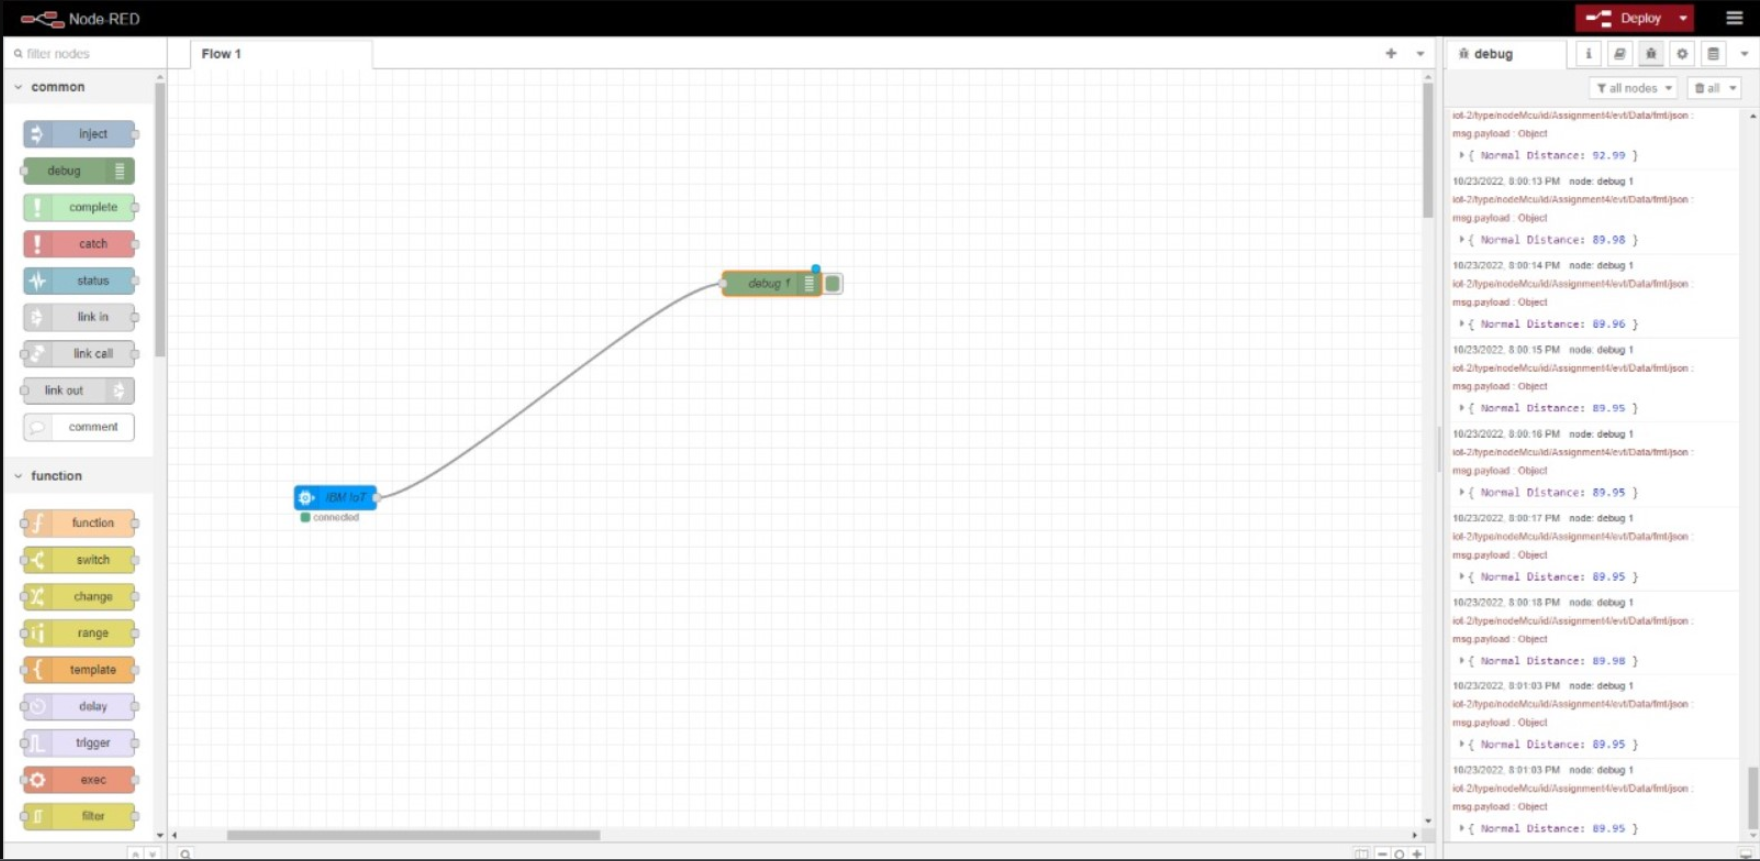 Node-RED
Deploy
filter nodes
Flow 1
debug
i
all nodes
all
common
inject
debug
complete
catch
status
link in
link call
link out
comment
function
function
switch
change
range
template
delay
trigger
exec
filter
debug 1
IBM IoT
connected
iot-2/type/nodeMcu/id/Assignment4/evt/Data/fmt/json :
msg.payload : Object
{ Normal Distance: 92.99 }
10/23/2022, 8:00:13 PM node: debug 1
iot-2/type/nodeMcu/id/Assignment4/evt/Data/fmt/json :
msg.payload : Object
{ Normal Distance: 89.98 }
10/23/2022, 8:00:14 PM node: debug 1
iot-2/type/nodeMcu/id/Assignment4/evt/Data/fmt/json :
msg.payload : Object
{ Normal Distance: 89.96 }
10/23/2022, 8:00:15 PM node: debug 1
iot-2/type/nodeMcu/id/Assignment4/evt/Data/fmt/json :
msg.payload : Object
{ Normal Distance: 89.95 }
10/23/2022, 8:00:16 PM node: debug 1
iot-2/type/nodeMcu/id/Assignment4/evt/Data/fmt/json :
msg.payload : Object
{ Normal Distance: 89.95 }
10/23/2022, 8:00:17 PM node: debug 1
iot-2/type/nodeMcu/id/Assignment4/evt/Data/fmt/json :
msg.payload : Object
{ Normal Distance: 89.95 }
10/23/2022, 8:00:18 PM node: debug 1
iot-2/type/nodeMcu/id/Assignment4/evt/Data/fmt/json :
msg.payload : Object
{ Normal Distance: 89.98 }
10/23/2022, 8:01:03 PM node: debug 1
iot-2/type/nodeMcu/id/Assignment4/evt/Data/fmt/json :
msg.payload : Object
{ Normal Distance: 89.95 }
10/23/2022, 8:01:03 PM node: debug 1
iot-2/type/nodeMcu/id/Assignment4/evt/Data/fmt/json :
msg.payload : Object
{ Normal Distance: 89.95 }